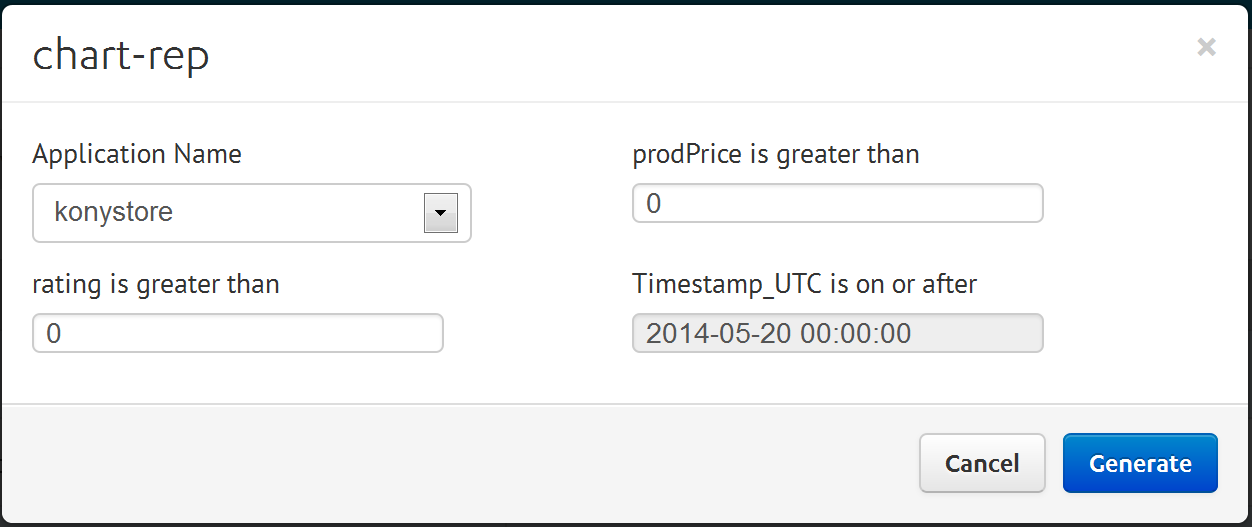 chart-rep
×
Application Name
konystore
prodPrice is greater than
0
rating is greater than
0
Timestamp_UTC is on or after
2014-05-20 00:00:00
Cancel
Generate